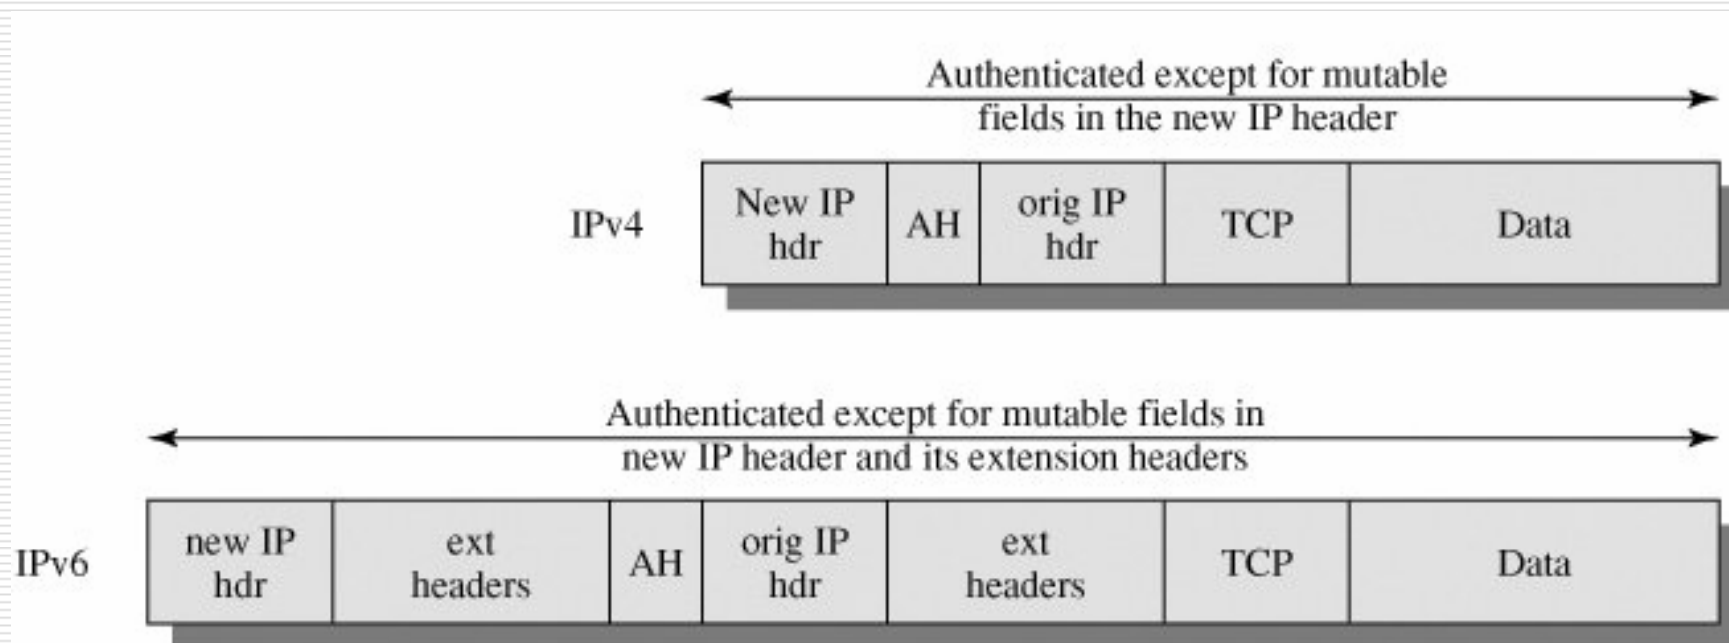 Authenticated except for mutable
fields in the new IP header
IPv4
New IP
hdr
AH
orig IP
hdr
TCP
Data
Authenticated except for mutable fields in
new IP header and its extension headers
IPv6
new IP
hdr
ext
headers
AH
orig IP
hdr
ext
headers
TCP
Data